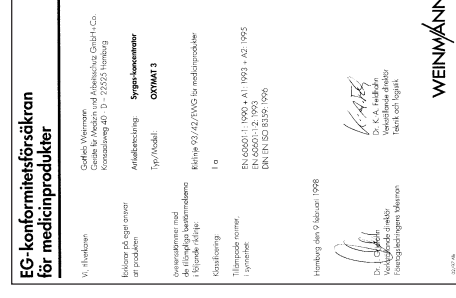 EG-konformitetsförsäkran
för medicinprodukter
Vi, tillverkaren
Gottlieb Weinmann
Geräte für Medizin und Arbeitsschutz GmbH+Co.
Kronsaalsweg 40 · D – 22525 Hamburg
förklarar på eget ansvar
att produkten
Artikelbeteckning: Syrgas-koncentrator
Typ/Modell: OXYMAT 3
överensstämmer med
de tillämpliga bestämmelserna
i följande riktlinje:
Riktlinje 93/42/EWG för medicinprodukter
Klassificering:
II a
Tillämpade normer,
i synnerhet:
EN 60601-1: 1990 + A1: 1993 + A2: 1995
EN 60601-1-2: 1993
DIN EN ISO 8359: 1996
Hamburg den 9 februari 1998
Dr. J. Griefahn
Verkställande direktör
Företagsledningens talesman
Dr. K. A. Feldhahn
Verkställande direktör
Teknik och logistik
WEINMANN